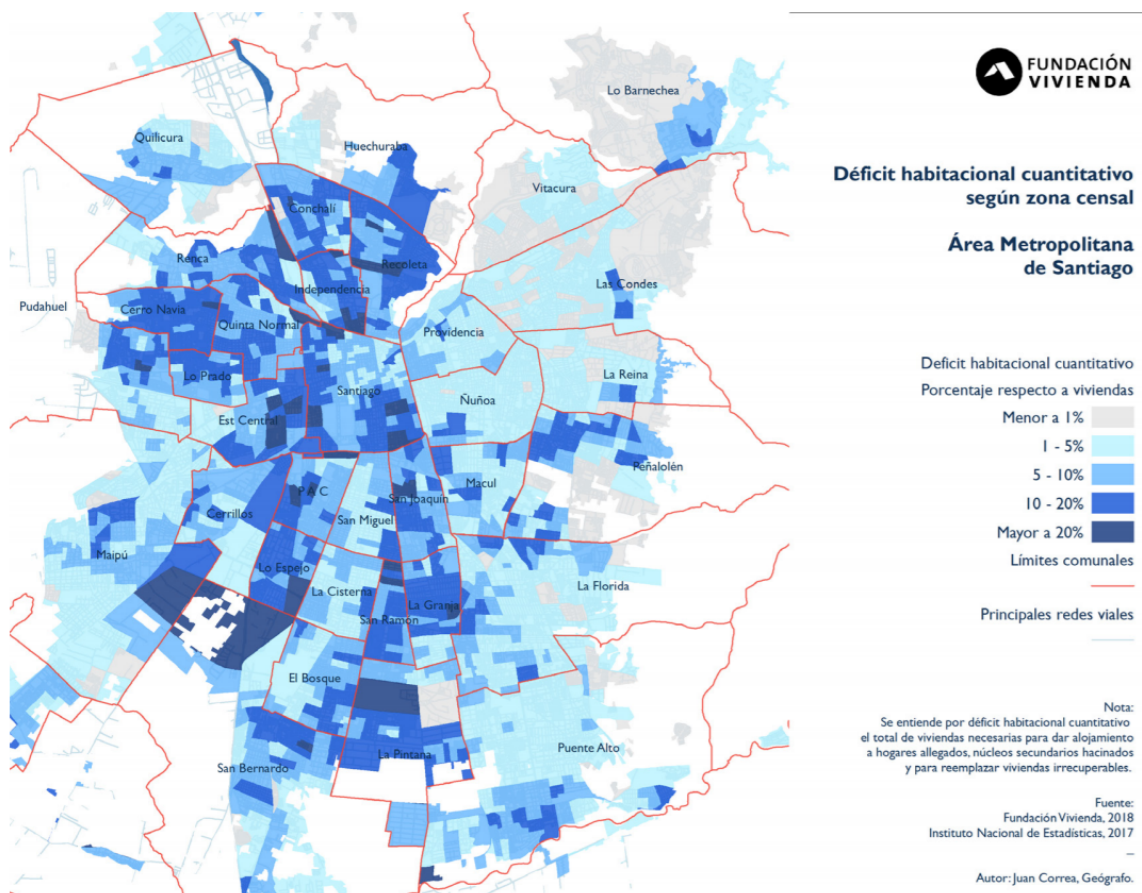 FUNDACIÓN
VIVIENDA
Déficit habitacional cuantitativo
según zona censal
Área Metropolitana
de Santiago
Deficit habitacional cuantitativo
Porcentaje respecto a viviendas
Menor a 1%
1 - 5%
5 - 10%
10 - 20%
Mayor a 20%
Límites comunales
Principales redes viales
Nota:
Se entiende por déficit habitacional cuantitativo
el total de viviendas necesarias para dar alojamiento
a hogares allegados, núcleos secundarios hacinados
y para reemplazar viviendas irrecuperables.
Fuente:
Fundación Vivienda, 2018
Instituto Nacional de Estadísticas, 2017
—
Autor: Juan Correa, Geógrafo.
Lo Barnechea
Quilicura
Huechuraba
Vitacura
Conchalí
Renca
Recoleta
Independencia
Las Condes
Pudahuel
Cerro Navia
Quinta Normal
Providencia
Lo Prado
La Reina
Santiago
Ñuñoa
Est Central
Peñalolén
Macul
P A C
San Joaquín
Cerrillos
San Miguel
Maipú
Lo Espejo
La Cisterna
La Florida
La Granja
San Ramón
El Bosque
Puente Alto
La Pintana
San Bernardo